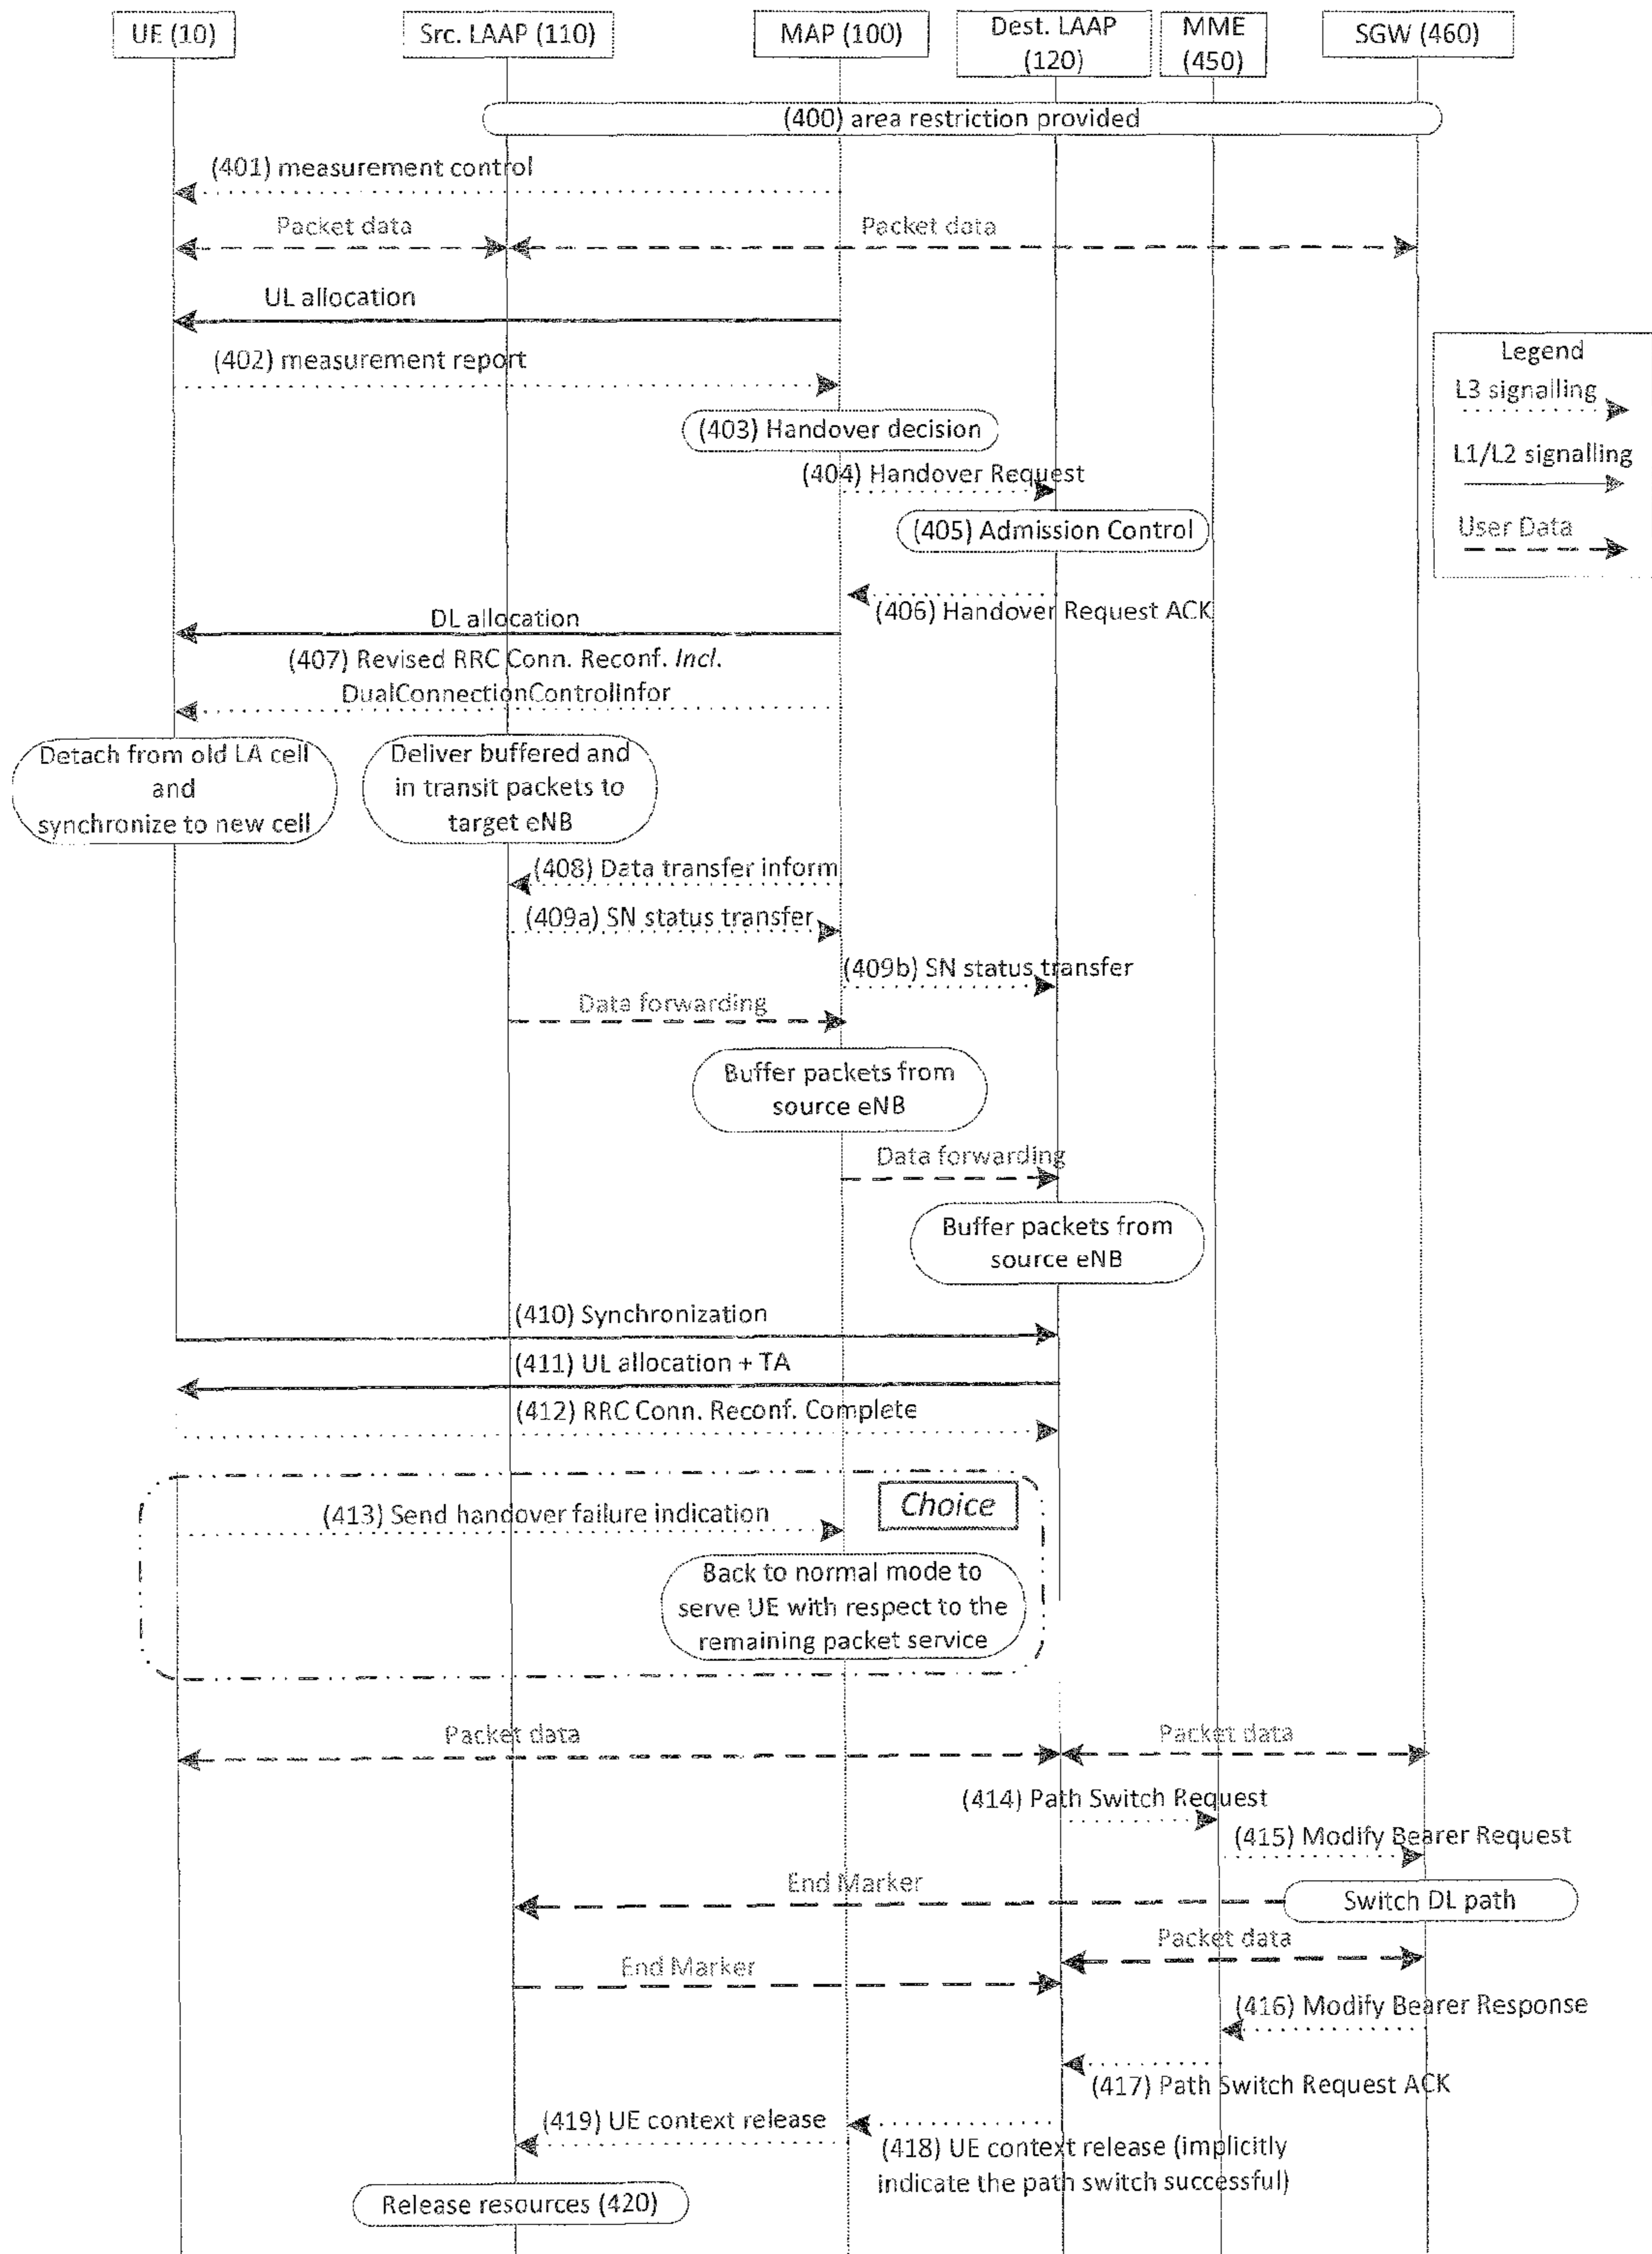 UE (10)
Src. LAAP (110)
MAP (100)
Dest. LAAP
(120)
MME
(450)
SGW (460)
(400) area restriction provided
(401) measurement control
Packet data
Packet data
UL allocation
(402) measurement report
Legend
L3 signalling
L1/L2 signalling
User Data
(403) Handover decision
(404) Handover Request
(405) Admission Control
(406) Handover Request ACK
DL allocation
(407) Revised RRC Conn. Reconf. Incl.
DualConnectionControlInfor
Detach from old LA cell
and
synchronize to new cell
Deliver buffered and
in transit packets to
target eNB
(408) Data transfer inform
(409a) SN status transfer
(409b) SN status transfer
Data forwarding
Buffer packets from
source eNB
Data forwarding
Buffer packets from
source eNB
(410) Synchronization
(411) UL allocation + TA
(412) RRC Conn. Reconf. Complete
Choice
(413) Send handover failure indication
Back to normal mode to
serve UE with respect to the
remaining packet service
Packet data
Packet data
(414) Path Switch Request
(415) Modify Bearer Request
End Marker
Switch DL path
Packet data
End Marker
(416) Modify Bearer Response
(417) Path Switch Request ACK
(419) UE context release
(418) UE context release (implicitly
indicate the path switch successful)
Release resources (420)